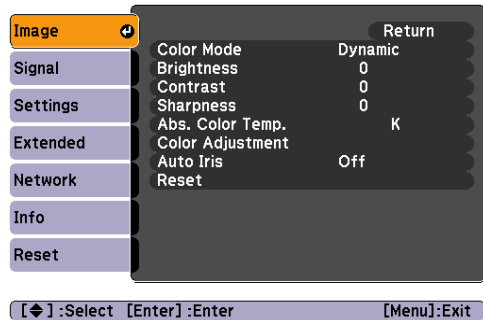 Image
Signal
Settings
Extended
Network
Info
Reset
Return
Color Mode Dynamic
Brightness 0
Contrast 0
Sharpness 0
Abs. Color Temp. K
Color Adjustment
Auto Iris Off
Reset
[◆] :Select [Enter] :Enter [Menu]:Exit